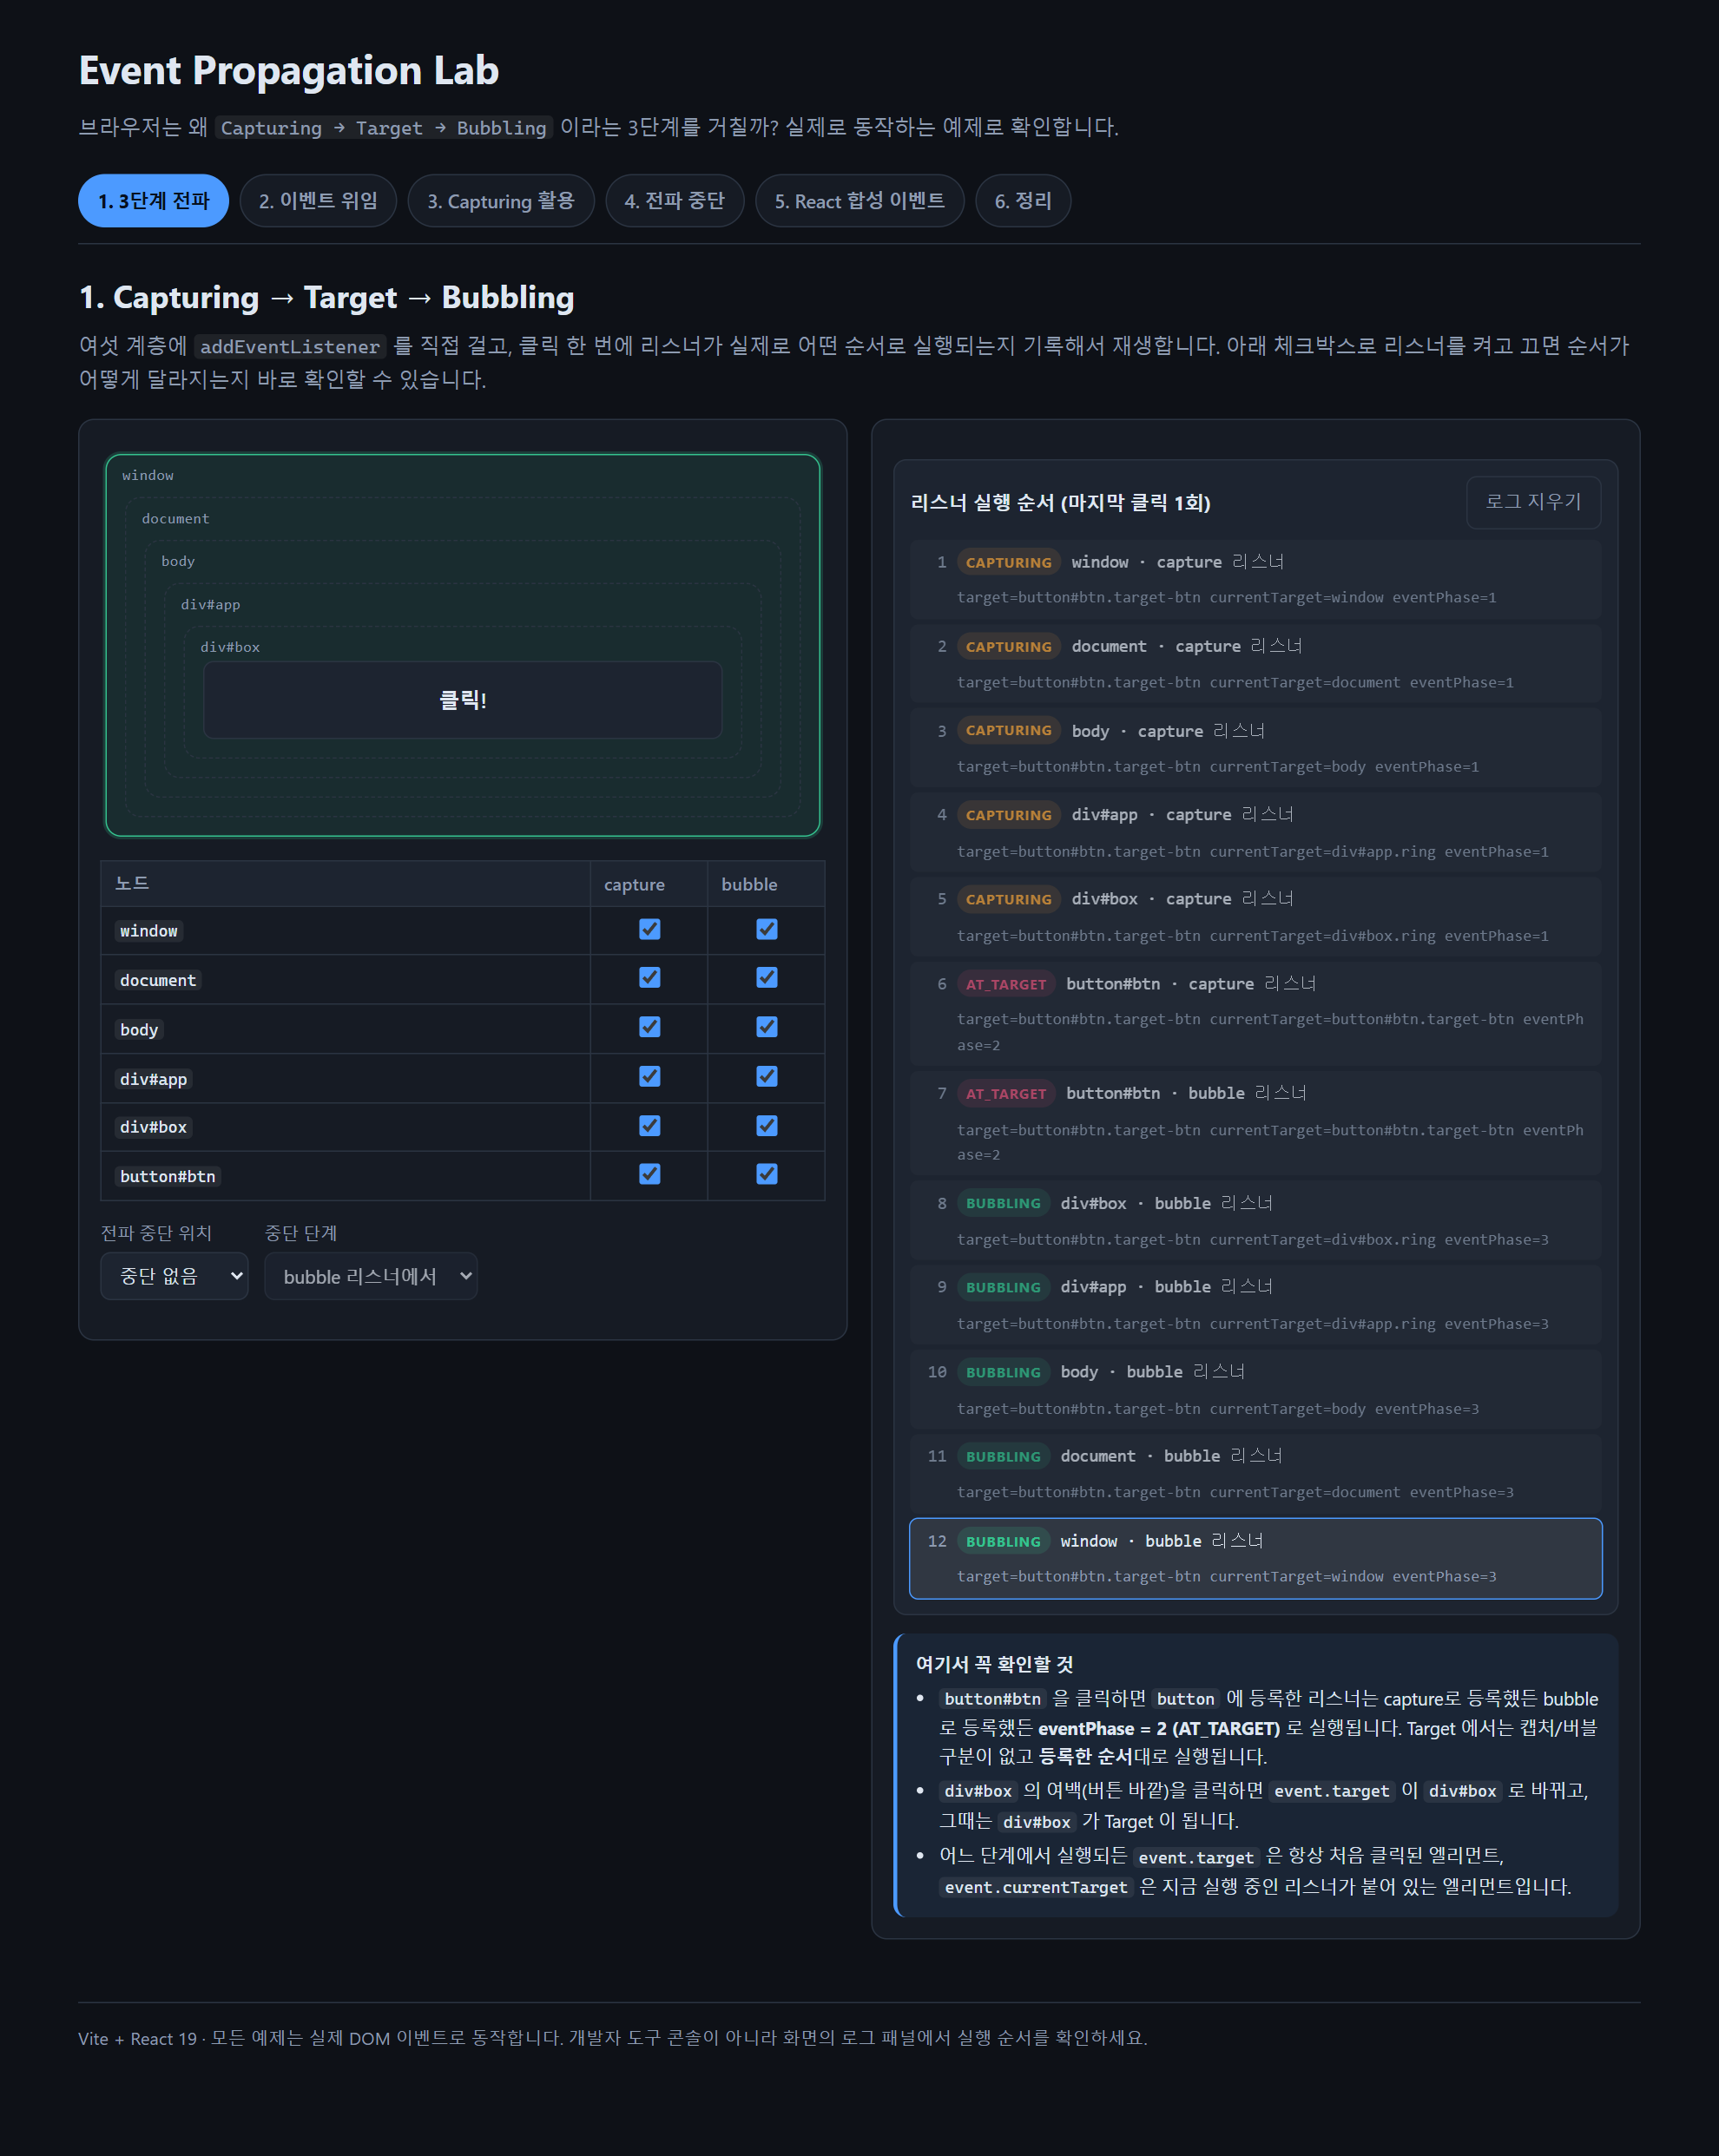 Event Propagation Lab
브라우저는 왜 Capturing → Target → Bubbling 이라는 3단계를 거칠까? 실제로 동작하는 예제로 확인합니다.
1. 3단계 전파
2. 이벤트 위임
3. Capturing 활용
4. 전파 중단
5. React 합성 이벤트
6. 정리
1. Capturing → Target → Bubbling
여섯 계층에 addEventListener 를 직접 걸고, 클릭 한 번에 리스너가 실제로 어떤 순서로 실행되는지 기록해서 재생합니다. 아래 체크박스로 리스너를 켜고 끄면 순서가
어떻게 달라지는지 바로 확인할 수 있습니다.
window
document
body
div#app
div#box
클릭!
노드 capture bubble
window
document
body
div#app
div#box
button#btn
전파 중단 위치 중단 단계
중단 없음 bubble 리스너에서
리스너 실행 순서 (마지막 클릭 1회) 로그 지우기
1 CAPTURING window · capture 리스너
target=button#btn.target-btn currentTarget=window eventPhase=1
2 CAPTURING document · capture 리스너
target=button#btn.target-btn currentTarget=document eventPhase=1
3 CAPTURING body · capture 리스너
target=button#btn.target-btn currentTarget=body eventPhase=1
4 CAPTURING div#app · capture 리스너
target=button#btn.target-btn currentTarget=div#app.ring eventPhase=1
5 CAPTURING div#box · capture 리스너
target=button#btn.target-btn currentTarget=div#box.ring eventPhase=1
6 AT_TARGET button#btn · capture 리스너
target=button#btn.target-btn currentTarget=button#btn.target-btn eventPh
ase=2
7 AT_TARGET button#btn · bubble 리스너
target=button#btn.target-btn currentTarget=button#btn.target-btn eventPh
ase=2
8 BUBBLING div#box · bubble 리스너
target=button#btn.target-btn currentTarget=div#box.ring eventPhase=3
9 BUBBLING div#app · bubble 리스너
target=button#btn.target-btn currentTarget=div#app.ring eventPhase=3
10 BUBBLING body · bubble 리스너
target=button#btn.target-btn currentTarget=body eventPhase=3
11 BUBBLING document · bubble 리스너
target=button#btn.target-btn currentTarget=document eventPhase=3
12 BUBBLING window · bubble 리스너
target=button#btn.target-btn currentTarget=window eventPhase=3
여기서 꼭 확인할 것
• button#btn 을 클릭하면 button 에 등록한 리스너는 capture로 등록했든 bubble
로 등록했든 eventPhase = 2 (AT_TARGET) 로 실행됩니다. Target 에서는 캡처/버블
구분이 없고 등록한 순서대로 실행됩니다.
• div#box 의 여백(버튼 바깥)을 클릭하면 event.target 이 div#box 로 바뀌고,
그때는 div#box 가 Target 이 됩니다.
• 어느 단계에서 실행되든 event.target 은 항상 처음 클릭된 엘리먼트,
event.currentTarget 은 지금 실행 중인 리스너가 붙어 있는 엘리먼트입니다.
Vite + React 19 · 모든 예제는 실제 DOM 이벤트로 동작합니다. 개발자 도구 콘솔이 아니라 화면의 로그 패널에서 실행 순서를 확인하세요.